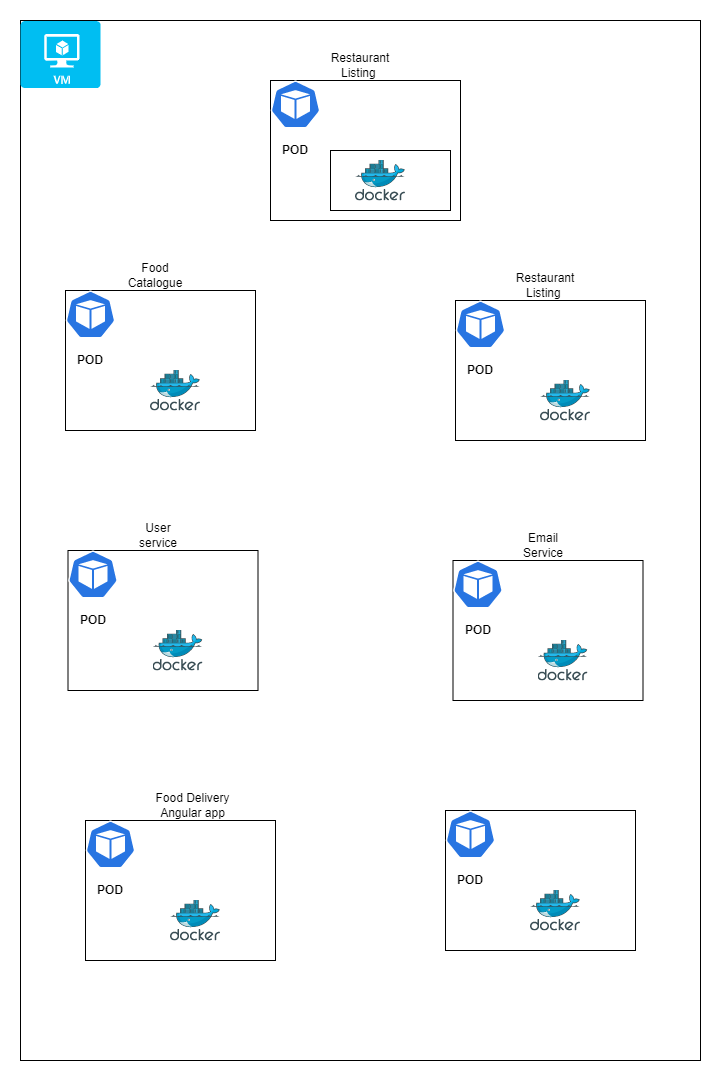 VM
Restaurant
Listing
POD
docker
Food
Catalogue
POD
docker
Restaurant
Listing
POD
docker
User
service
POD
docker
Email
Service
POD
docker
Food Delivery
Angular app
POD
docker
POD
docker